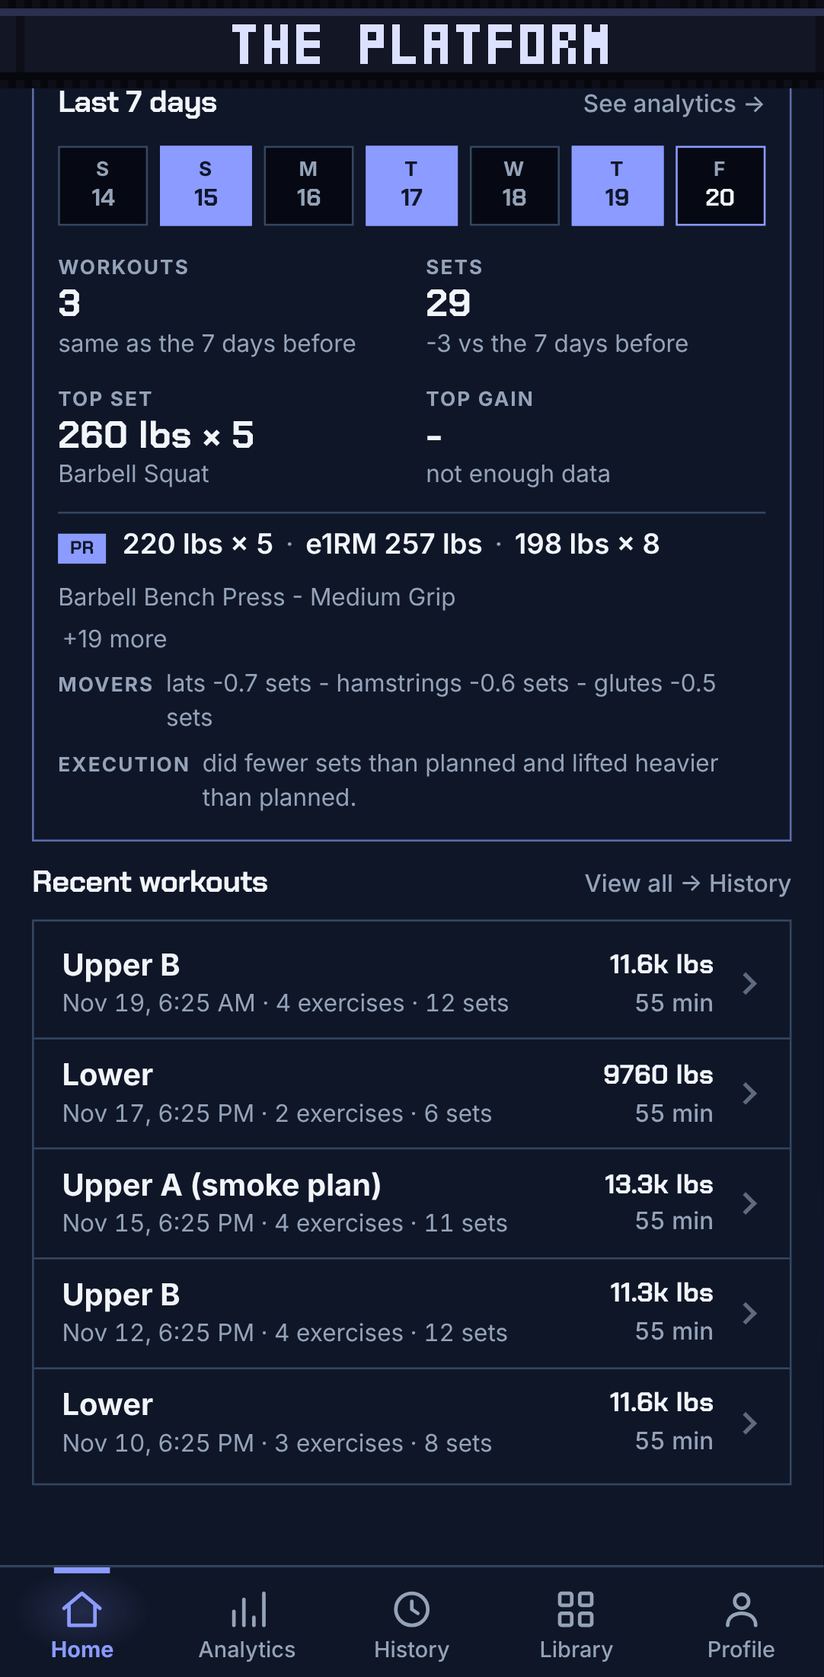 THE PLATFORM
Last 7 days
See analytics →
S
14
S
15
M
16
T
17
W
18
T
19
F
20
WORKOUTS
3
same as the 7 days before
SETS
29
-3 vs the 7 days before
TOP SET
260 lbs × 5
Barbell Squat
TOP GAIN
-
not enough data
PR 220 lbs × 5 · e1RM 257 lbs · 198 lbs × 8
Barbell Bench Press - Medium Grip
+19 more
MOVERS lats -0.7 sets - hamstrings -0.6 sets - glutes -0.5
sets
EXECUTION did fewer sets than planned and lifted heavier
than planned.
Recent workouts
View all → History
Upper B
Nov 19, 6:25 AM · 4 exercises · 12 sets
11.6k lbs
55 min
Lower
Nov 17, 6:25 PM · 2 exercises · 6 sets
9760 lbs
55 min
Upper A (smoke plan)
Nov 15, 6:25 PM · 4 exercises · 11 sets
13.3k lbs
55 min
Upper B
Nov 12, 6:25 PM · 4 exercises · 12 sets
11.3k lbs
55 min
Lower
Nov 10, 6:25 PM · 3 exercises · 8 sets
11.6k lbs
55 min
Home
Analytics
History
Library
Profile